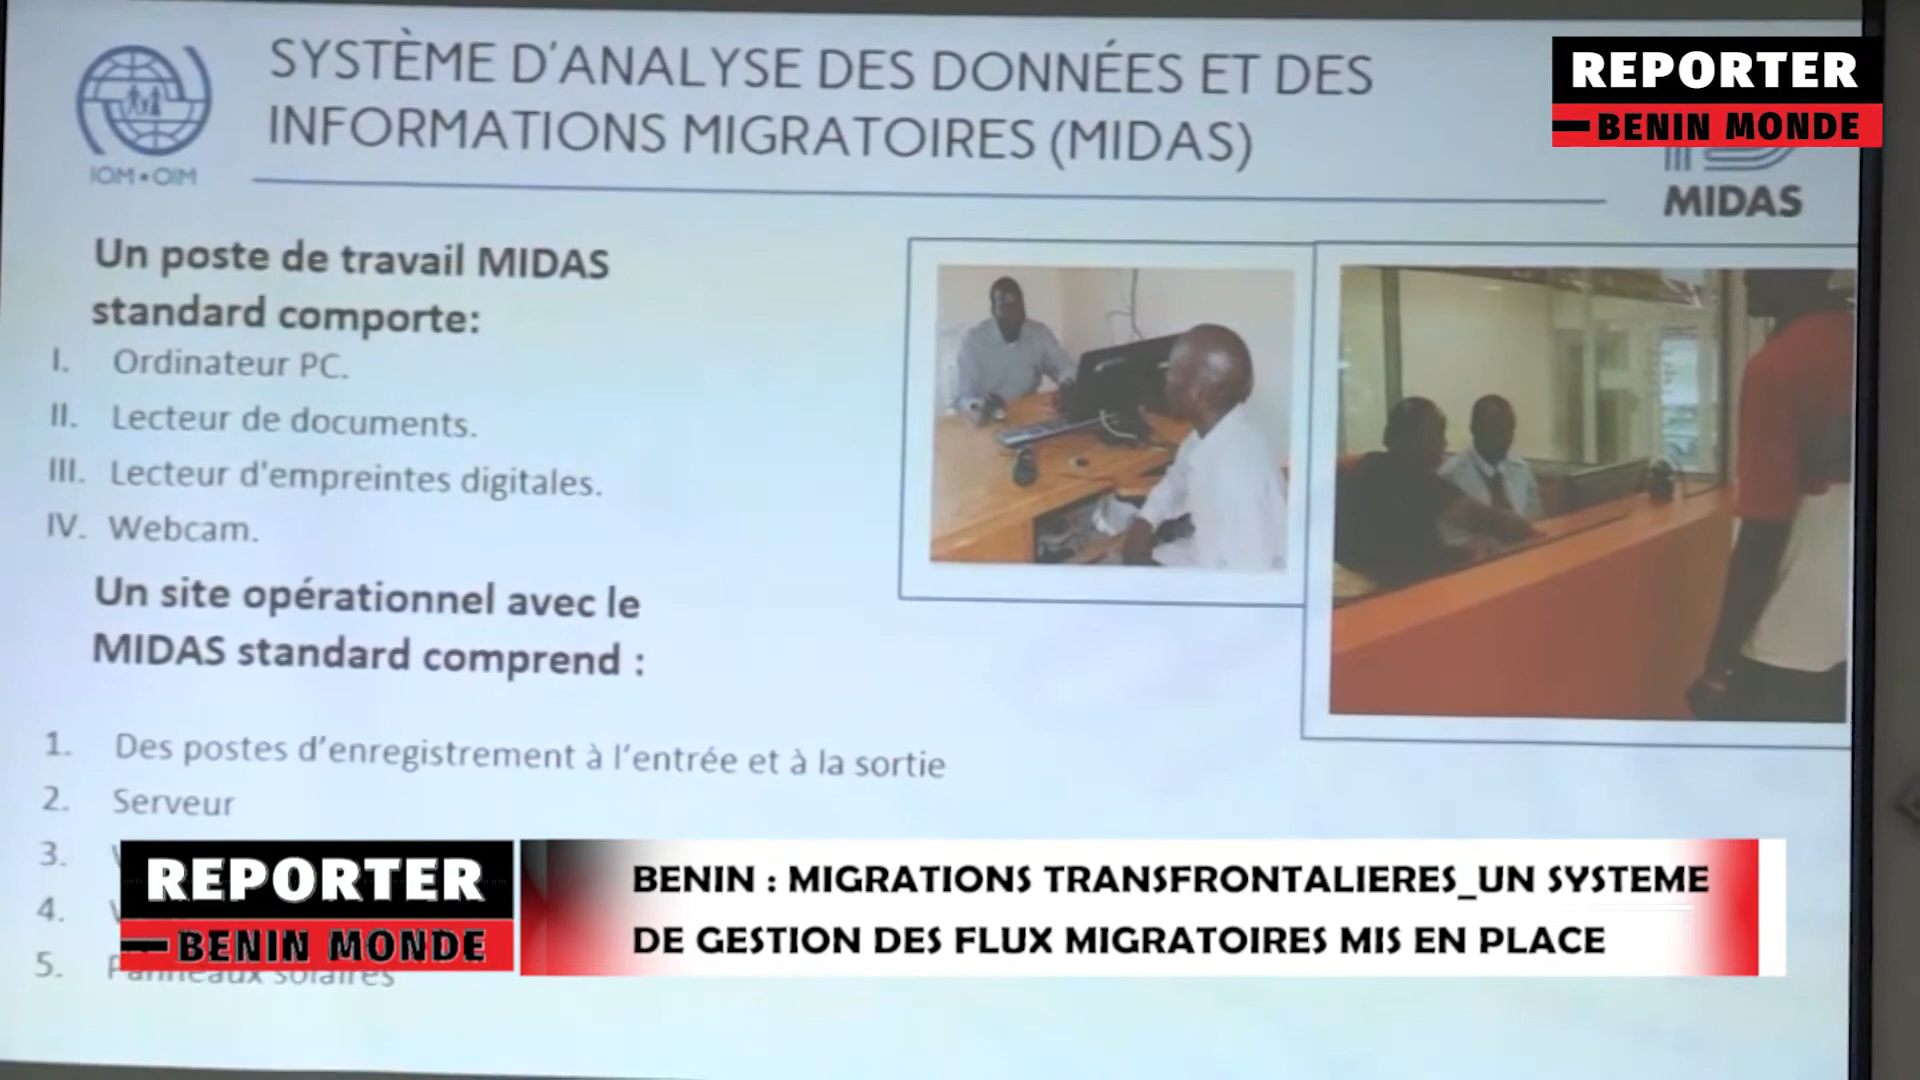 SYSTÈME D'ANALYSE DES DONNÉES ET DES
INFORMATIONS MIGRATOIRES (MIDAS)
IOM • OIM
REPORTER
BENIN MONDE
MIDAS
Un poste de travail MIDAS
standard comporte:
I. Ordinateur PC.
II. Lecteur de documents.
III. Lecteur d'empreintes digitales.
IV. Webcam.
Un site opérationnel avec le
MIDAS standard comprend :
1. Des postes d'enregistrement à l'entrée et à la sortie
2. Serveur
3.
4.
5. Panneaux solaires
REPORTER
BENIN MONDE
BENIN : MIGRATIONS TRANSFRONTALIERES_UN SYSTEME
DE GESTION DES FLUX MIGRATOIRES MIS EN PLACE